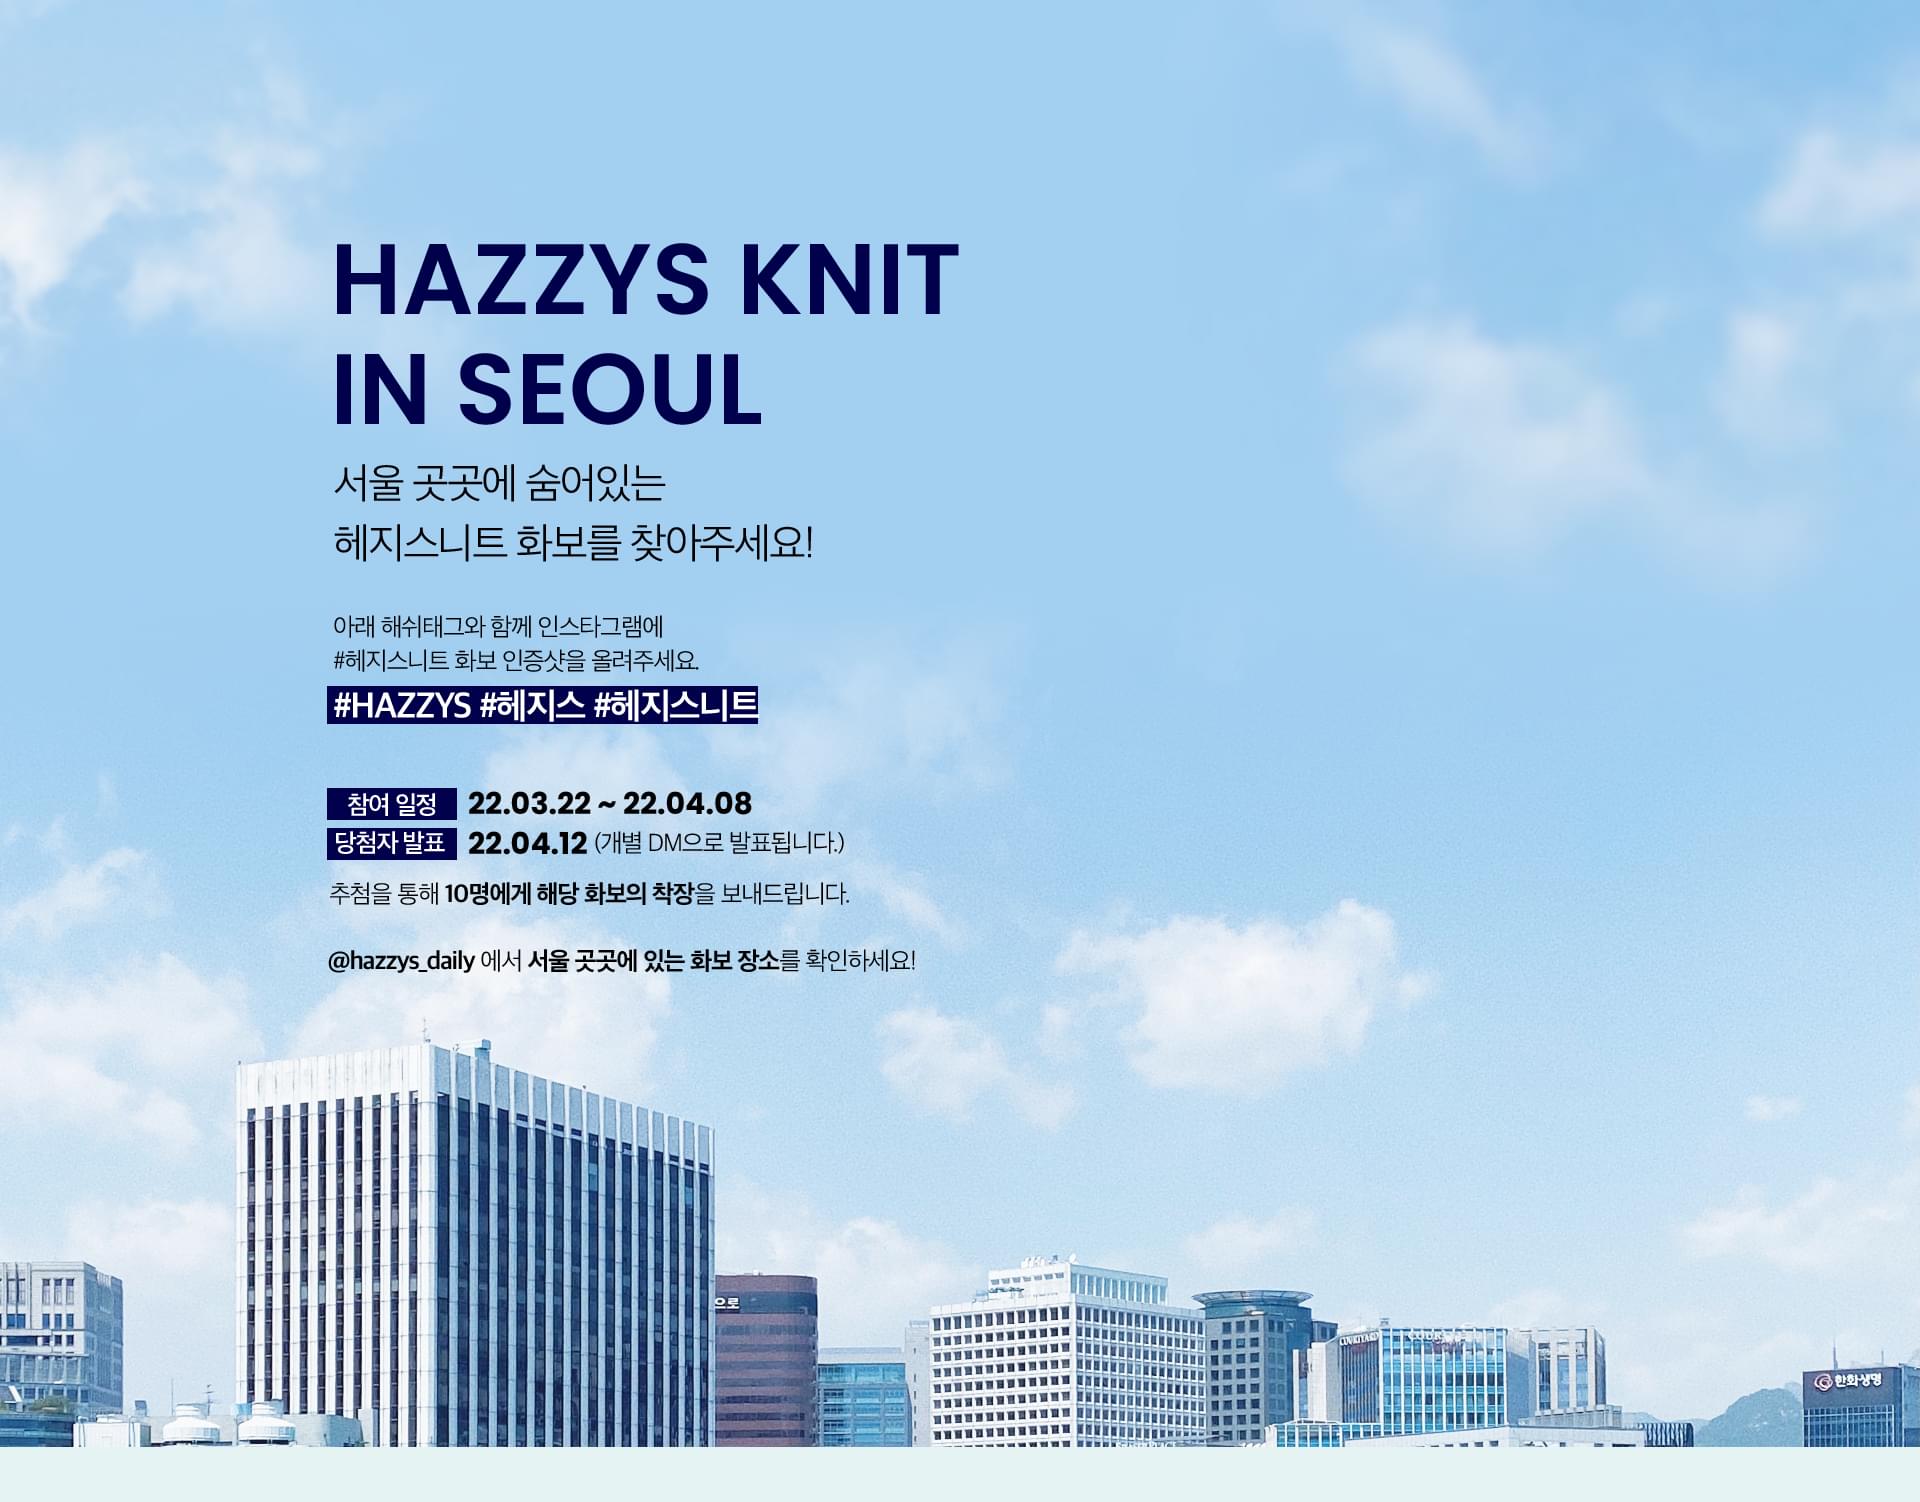 HAZZYS KNIT
IN SEOUL
서울 곳곳에 숨어있는
헤지스니트 화보를 찾아주세요!
아래 해쉬태그와 함께 인스타그램에
#헤지스니트 화보 인증샷을 올려주세요.
#HAZZYS #헤지스 #헤지스니트
참여 일정 22.03.22 ~ 22.04.08
당첨자 발표 22.04.12 (개별 DM으로 발표됩니다.)
추첨을 통해 10명에게 해당 화보의 착장을 보내드립니다.
@hazzys_daily 에서 서울 곳곳에 있는 화보 장소를 확인하세요!
으로
COURTYARD
한화생명